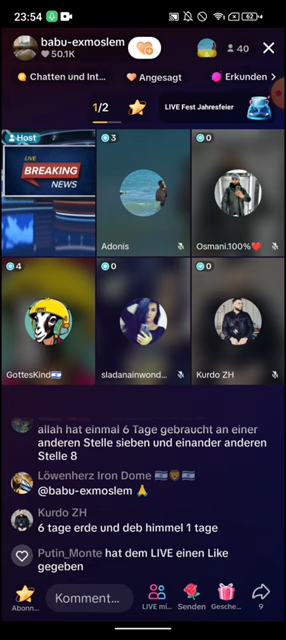 23:54
62
babu-exmoslem
50.1K
40
Chatten und Int...
Angesagt
Erkunden
1/2
LIVE Fest Jahresfeier
Host
LIVE
BREAKING
NEWS
3
Adonis
0
Osmani.100%❤️
4
GottesKind🇮🇱
0
sladanainwond...
0
Kurdo ZH
allah hat einmal 6 Tage gebraucht an einer
anderen Stelle sieben und einander anderen
Stelle 8
Löwenherz Iron Dome 🇮🇱🦁🇮🇱
@babu-exmoslem 🙏
Kurdo ZH
6 tage erde und deb himmel 1 tage
Putin_Monte hat dem LIVE einen Like
gegeben
Abonn...
Komment...
LIVE mi...
Senden
Gesche...
9